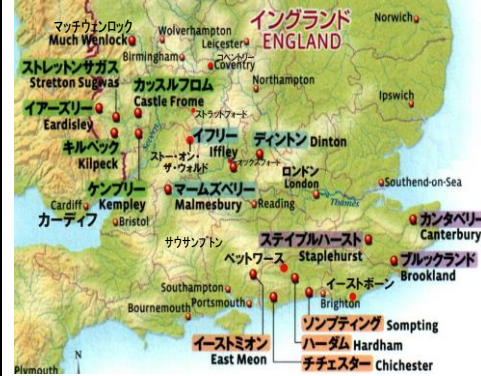 イングランド
ENGLAND
Norwich
マッチウェンロック
Much Wenlock
Wolverhampton
Leicester
Birmingham
コベントリー
Coventry
ストレットンサガス
Stretton Sugwas
カッスルフロム
Castle Frome
Northampton
Ipswich
イアーズリー
Eardisley
ストラットフォード
キルペック
Kilpeck
Severn
イフリー
Iffley
ディントン Dinton
ストー・オン・
ザ・ウォルド
オックスフォード
ロンドン
London
Southend-on-Sea
ケンプリー
Kempley
マームズベリー
Malmesbury
Cardiff
カーディフ
Bristol
Reading
Thames
カンタベリー
Canterbury
サウサンプトン
ステイプルハースト
Staplehurst
ペットワース
ブルックランド
Brookland
イーストボーン
Southampton
Portsmouth
Bournemouth
Brighton
ソンプティング Sompting
ハーダム Hardham
チチェスター Chichester
イーストミオン
East Meon
Plymouth
N